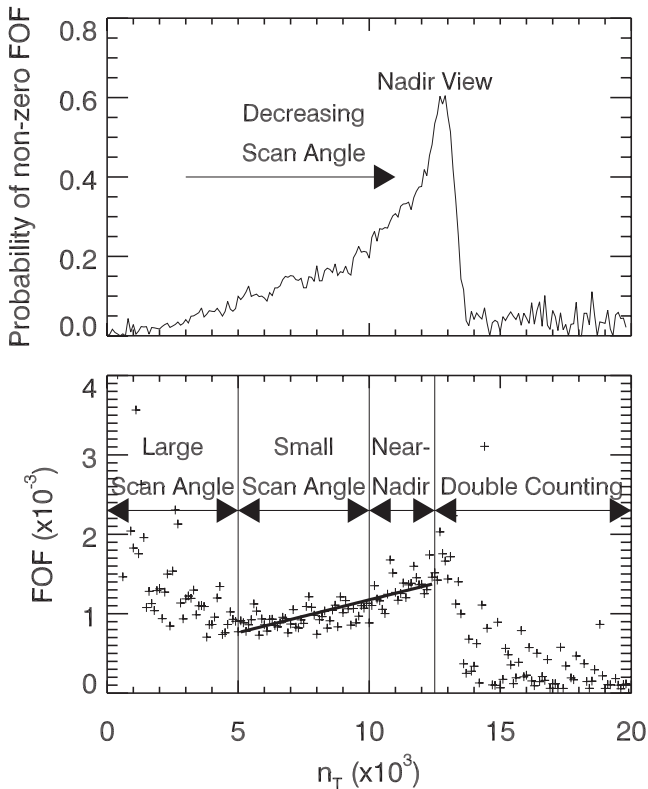 Probability of non-zero FOF
0.8
0.6
0.4
0.2
0.0
Nadir View
Decreasing
Scan Angle
FOF (x10⁻³)
4
3
2
1
0
Large
Scan Angle
Small
Scan Angle
Near-
Nadir
Double Counting
0 5 10 15 20
n_T (x10³)